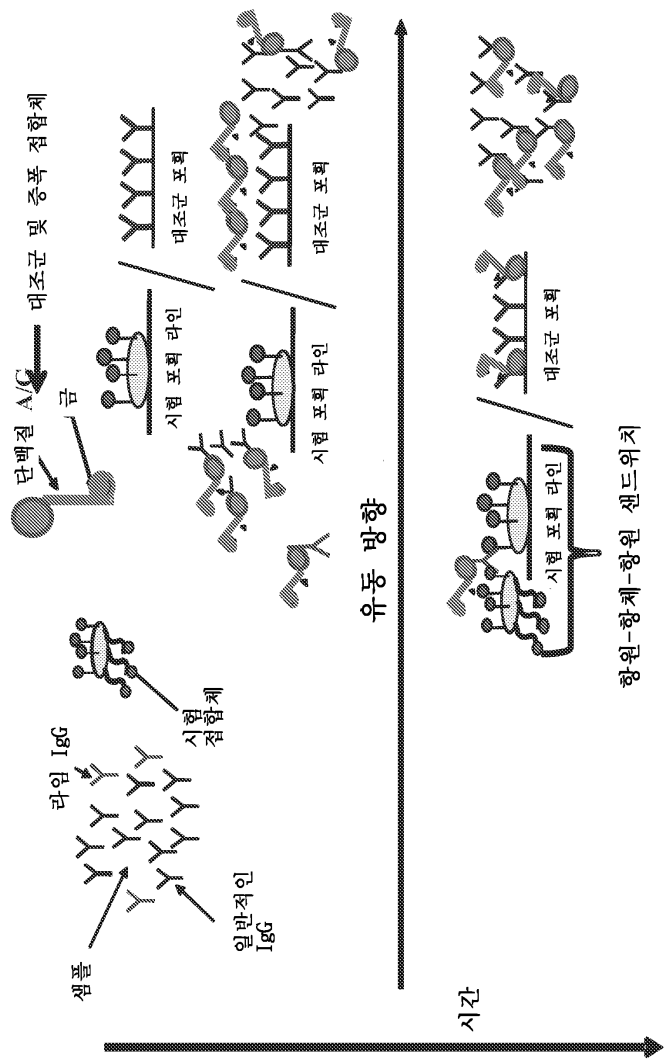 샘플
라임 IgG
일반적인
IgG
시험
접합체
단백질 A/G
금
대조군 및 증폭 접합체
시험 포획 라인
대조군 포획
시험 포획 라인
대조군 포획
유동 방향
시간
시험 포획 라인
대조군 포획
항원-항체-항원 샌드위치